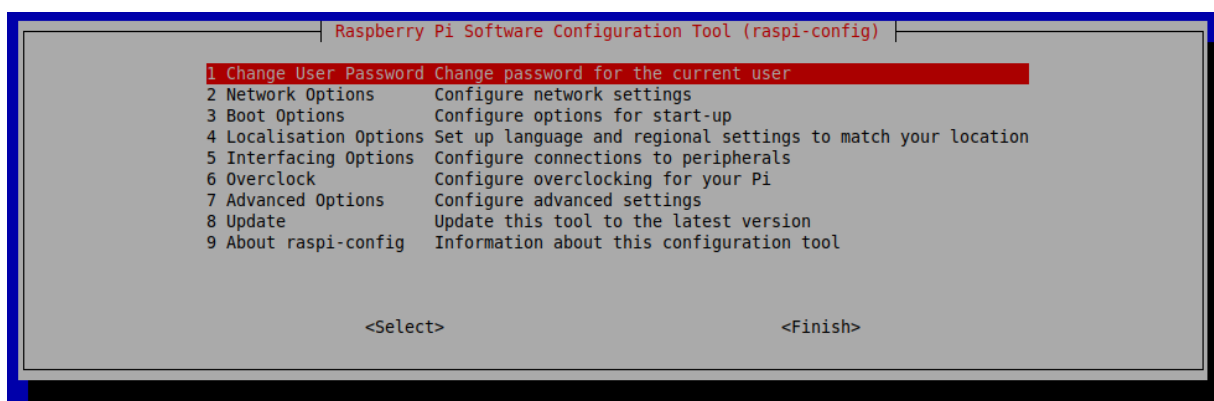 Raspberry Pi Software Configuration Tool (raspi-config)
1 Change User Password Change password for the current user
2 Network Options Configure network settings
3 Boot Options Configure options for start-up
4 Localisation Options Set up language and regional settings to match your location
5 Interfacing Options Configure connections to peripherals
6 Overclock Configure overclocking for your Pi
7 Advanced Options Configure advanced settings
8 Update Update this tool to the latest version
9 About raspi-config Information about this configuration tool
<Select> <Finish>